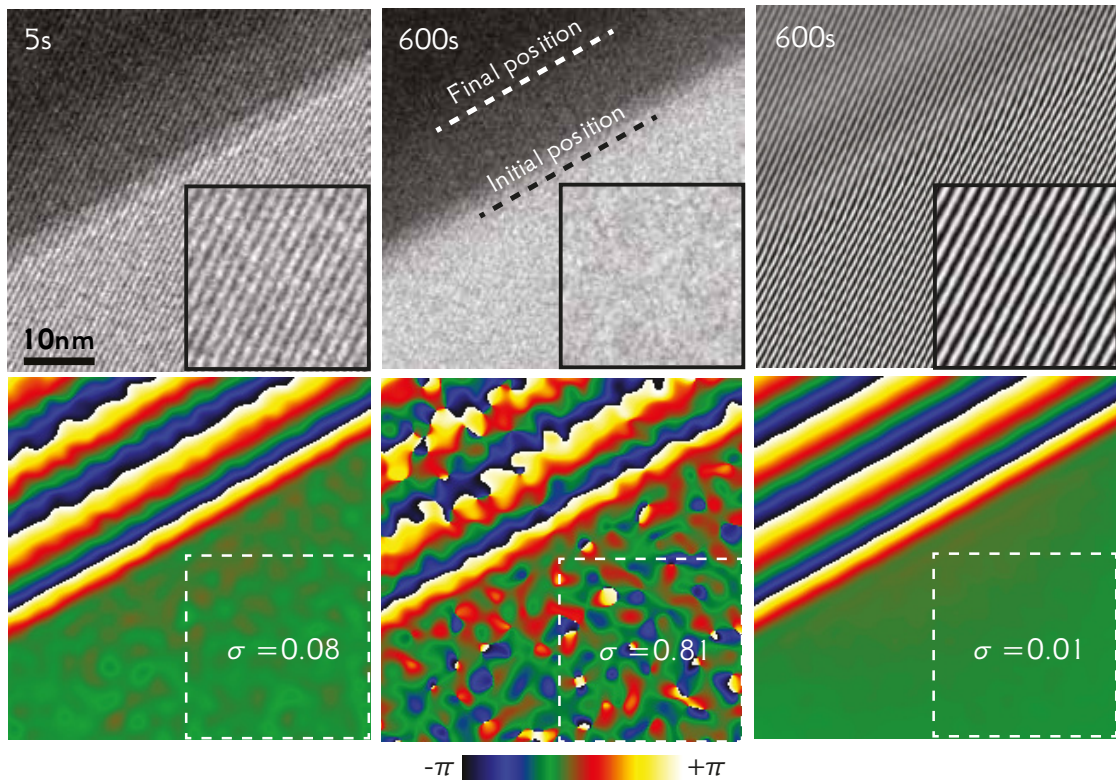 5s
600s
600s
Final position
Initial position
10nm
σ =0.08
σ =0.81
σ =0.01
-π
+π